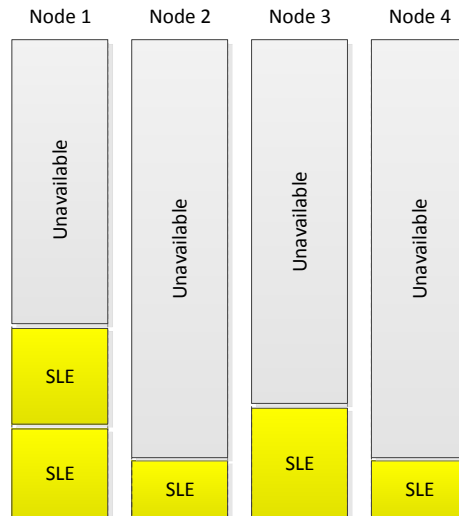 Node 1 Node 2 Node 3 Node 4
Unavailable Unavailable Unavailable Unavailable
SLE
SLE SLE SLE SLE